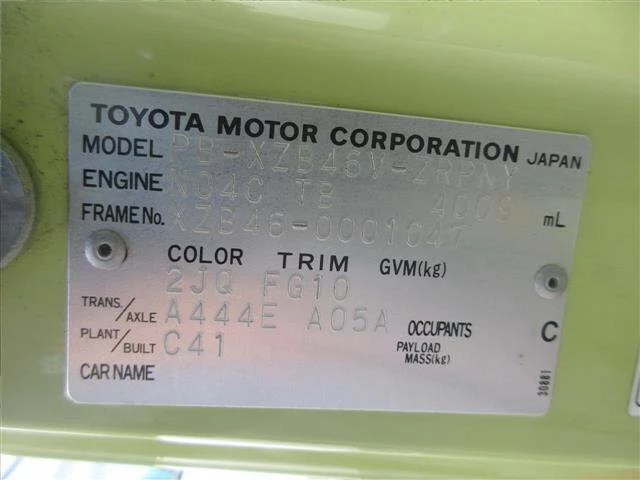 TOYOTA MOTOR CORPORATION JAPAN
MODEL PB-XZB46V-ZRPNY
ENGINE N04C TB 4009 mL
FRAME No. XZB46-0001047
COLOR TRIM GVM(kg)
2JQ FG10
TRANS./AXLE A444E A05A OCCUPANTS C
PLANT/BUILT C41 PAYLOAD MASS(kg)
CAR NAME
30881